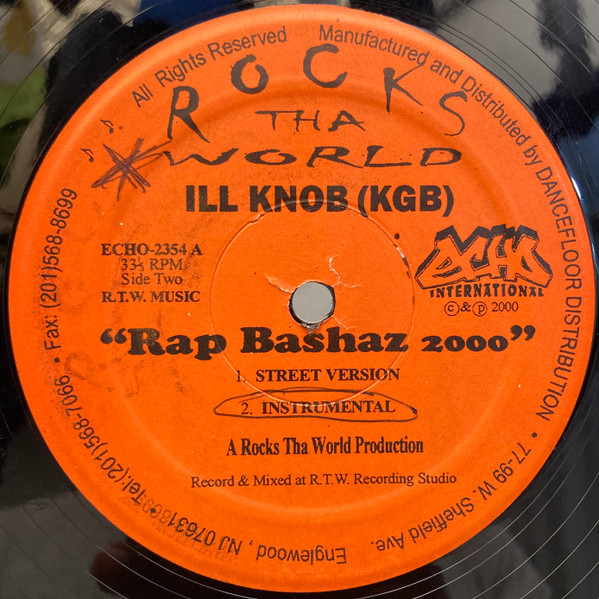 All Rights Reserved Manufactured and Distributed by DANCEFLOOR DISTRIBUTION • 77-99 W. Sheffield Ave. Englewood, NJ 07631 • Tel:(201)568-7066 • Fax: (201)568-8699
ROCKS
THA
WORLD
ILL KNOB (KGB)
ECHO-2354 A
33⅓ RPM
Side Two
R.T.W. MUSIC
ECHO
INTERNATIONAL
©&℗ 2000
“Rap Bashaz 2000”
1. STREET VERSION
2. INSTRUMENTAL
A Rocks Tha World Production
Record & Mixed at R.T.W. Recording Studio